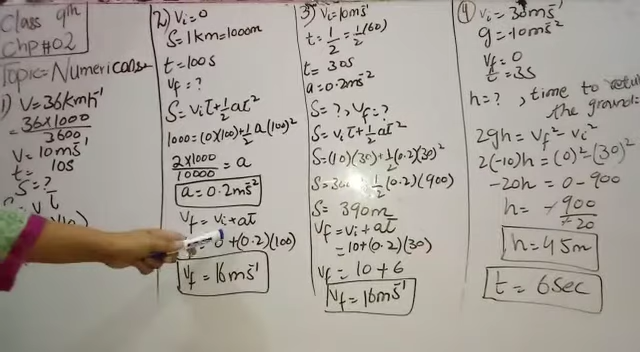 Class 9th
Chp#02
Topic=Numericals
1) V=36kmh⁻¹
=36×1000
3600
V=10ms⁻¹
t= 10s
S=?
2) Vi=0
S=1km=1000m
t=100s
Vf=?
S=Vit+½at²
1000=(0×100)+½a(100)²
2×1000/10000=a
a=0.2ms⁻²
Vf=Vi+at
=0+(0.2)(100)
Vf=16ms⁻¹
3) Vi=10ms⁻¹
t=1/2=½(60)
t=30s
a=0.2ms⁻²
S=?, Vf=?
S=Vit+½at²
S=(10)(30)+½(0.2)(30)²
S=300+½(0.2)(900)
S=390m
Vf=Vi+at
=10+(0.2)(30)
Vf=10+6
Vf=16ms⁻¹
4 Vi=30ms⁻¹
g=-10ms⁻²
Vf=0
t=3s
h=?, time to
the ground=
2gh=Vf²-Vi²
2(-10)h=(0)²-(30)²
-20h=0-900
h=-900/-20
h=45m
t=6sec